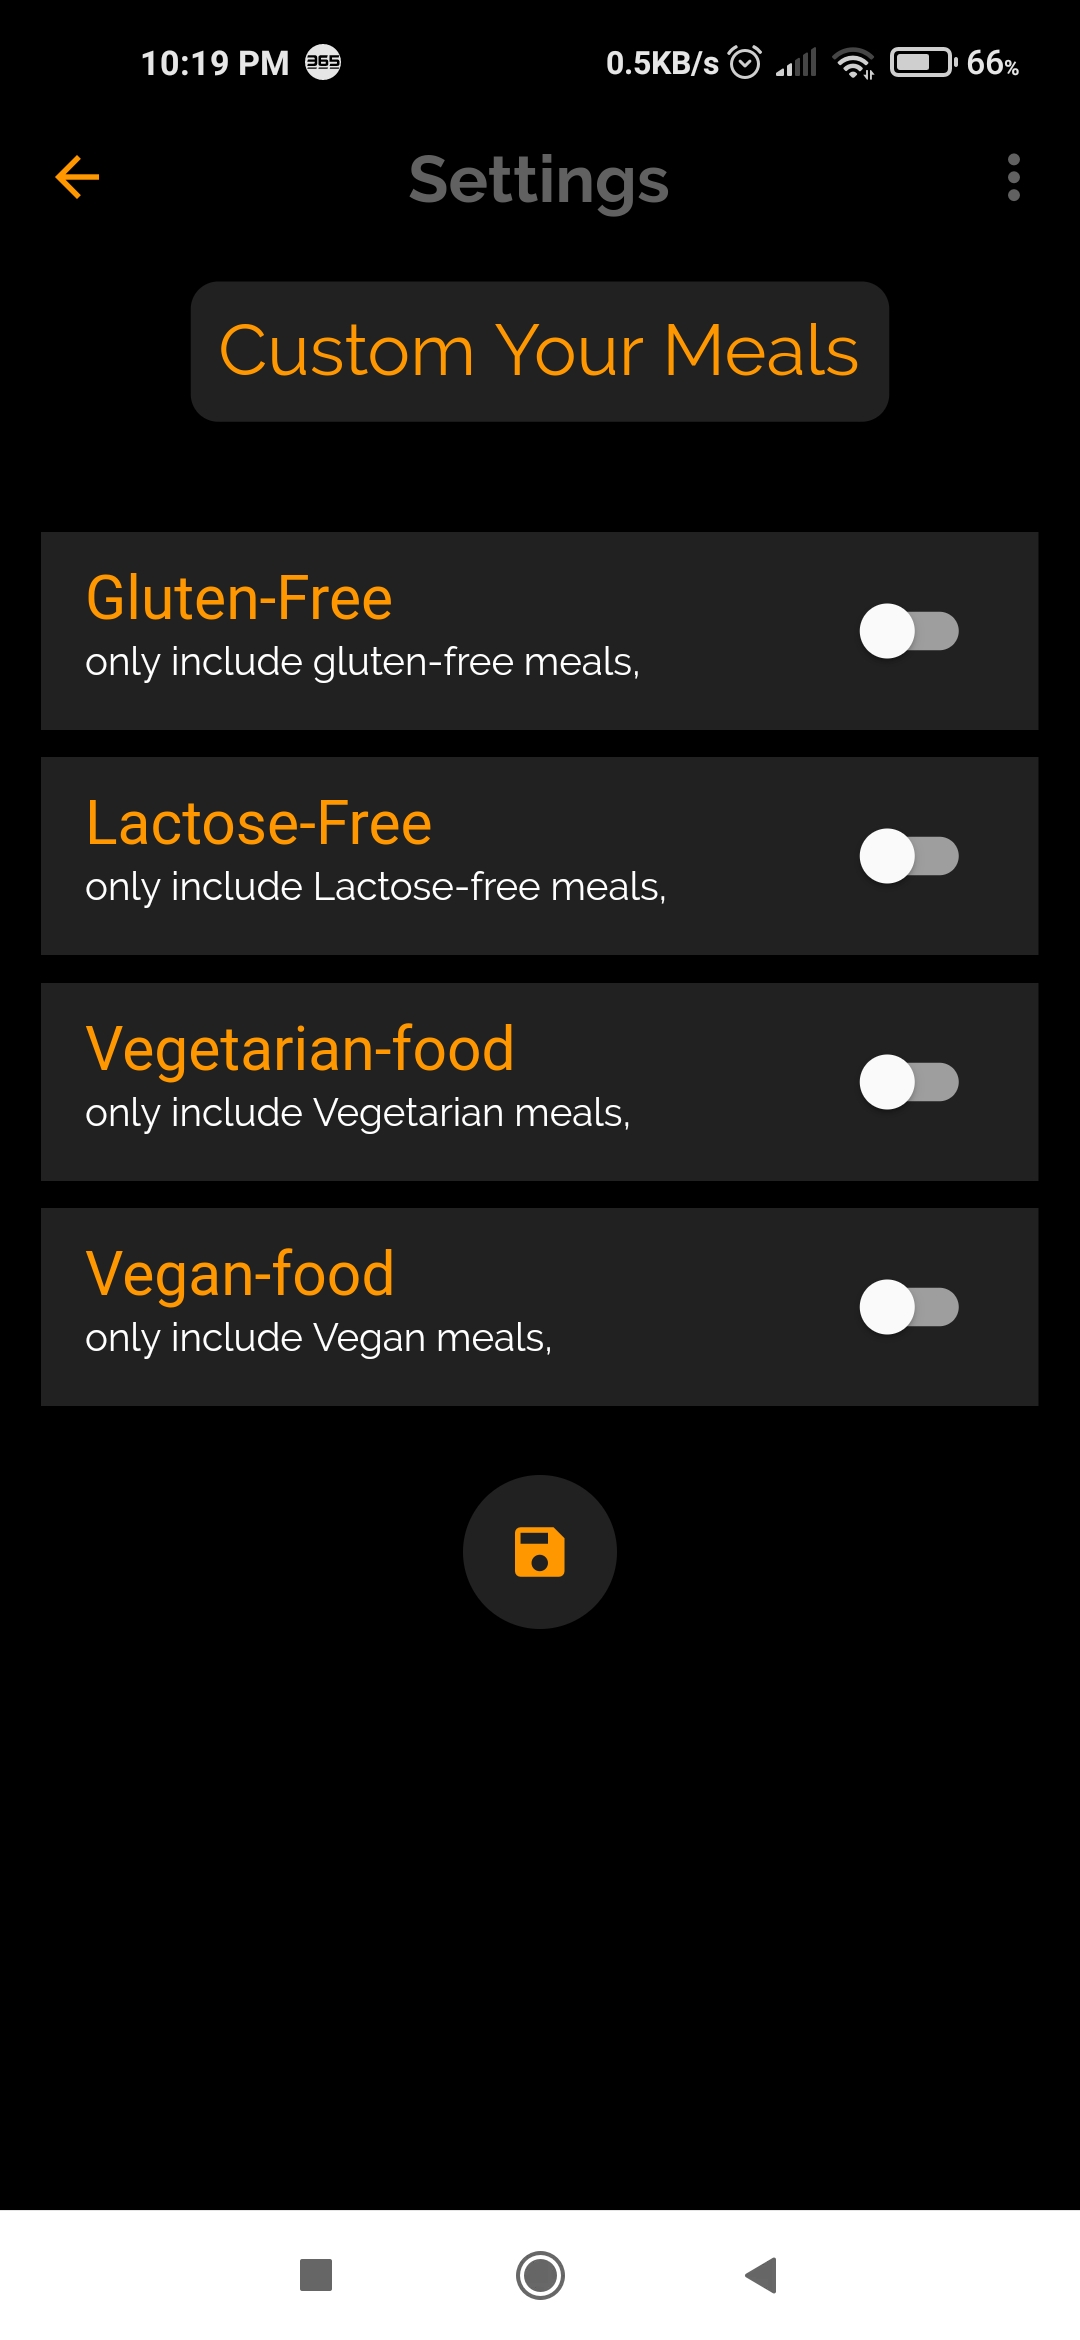 10:19 PM 365 0.5KB/s 66%
Settings
Custom Your Meals
Gluten-Free
only include gluten-free meals,
Lactose-Free
only include Lactose-free meals,
Vegetarian-food
only include Vegetarian meals,
Vegan-food
only include Vegan meals,